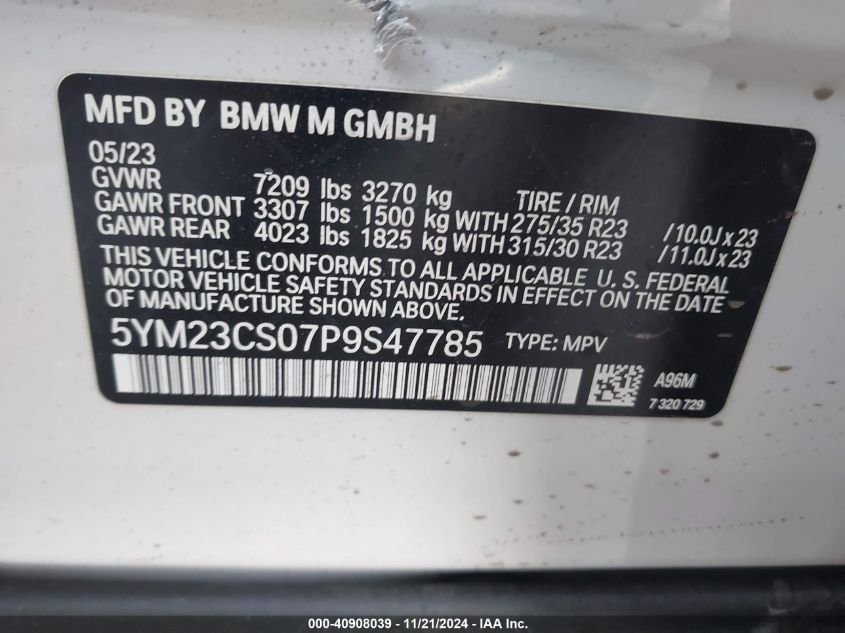 MFD BY BMW M GMBH
05/23
GVWR 7209 lbs 3270 kg TIRE / RIM
GAWR FRONT 3307 lbs 1500 kg WITH 275/35 R23 /10.0J x 23
GAWR REAR 4023 lbs 1825 kg WITH 315/30 R23 /11.0J x 23
THIS VEHICLE CONFORMS TO ALL APPLICABLE U. S. FEDERAL
MOTOR VEHICLE SAFETY STANDARDS IN EFFECT ON THE DATE
OF MANUFACTURE SHOWN ABOVE.
5YM23CS07P9S47785 TYPE: MPV
A96M
7 320 729
000-40908039 - 11/21/2024 - IAA Inc.